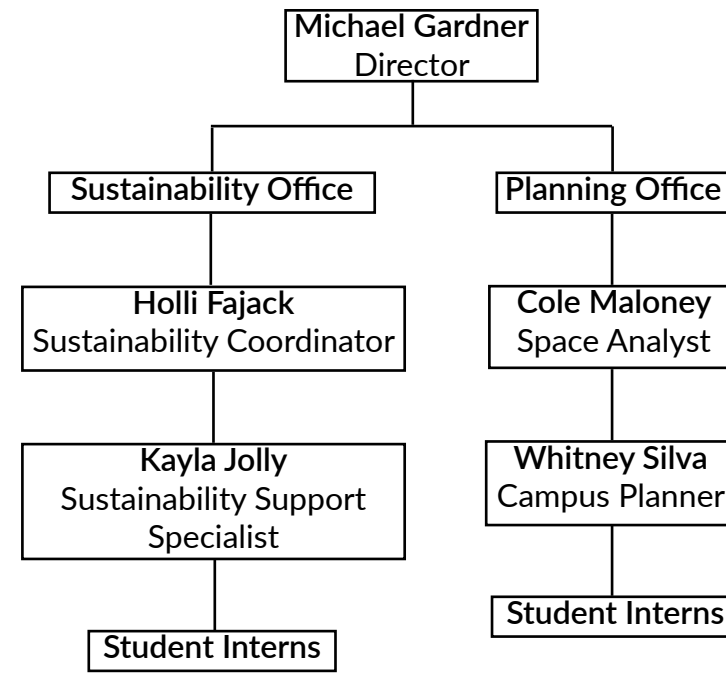 Michael Gardner
Director
Sustainability Office
Planning Office
Holli Fajack
Sustainability Coordinator
Cole Maloney
Space Analyst
Kayla Jolly
Sustainability Support
Specialist
Whitney Silva
Campus Planner
Student Interns
Student Interns